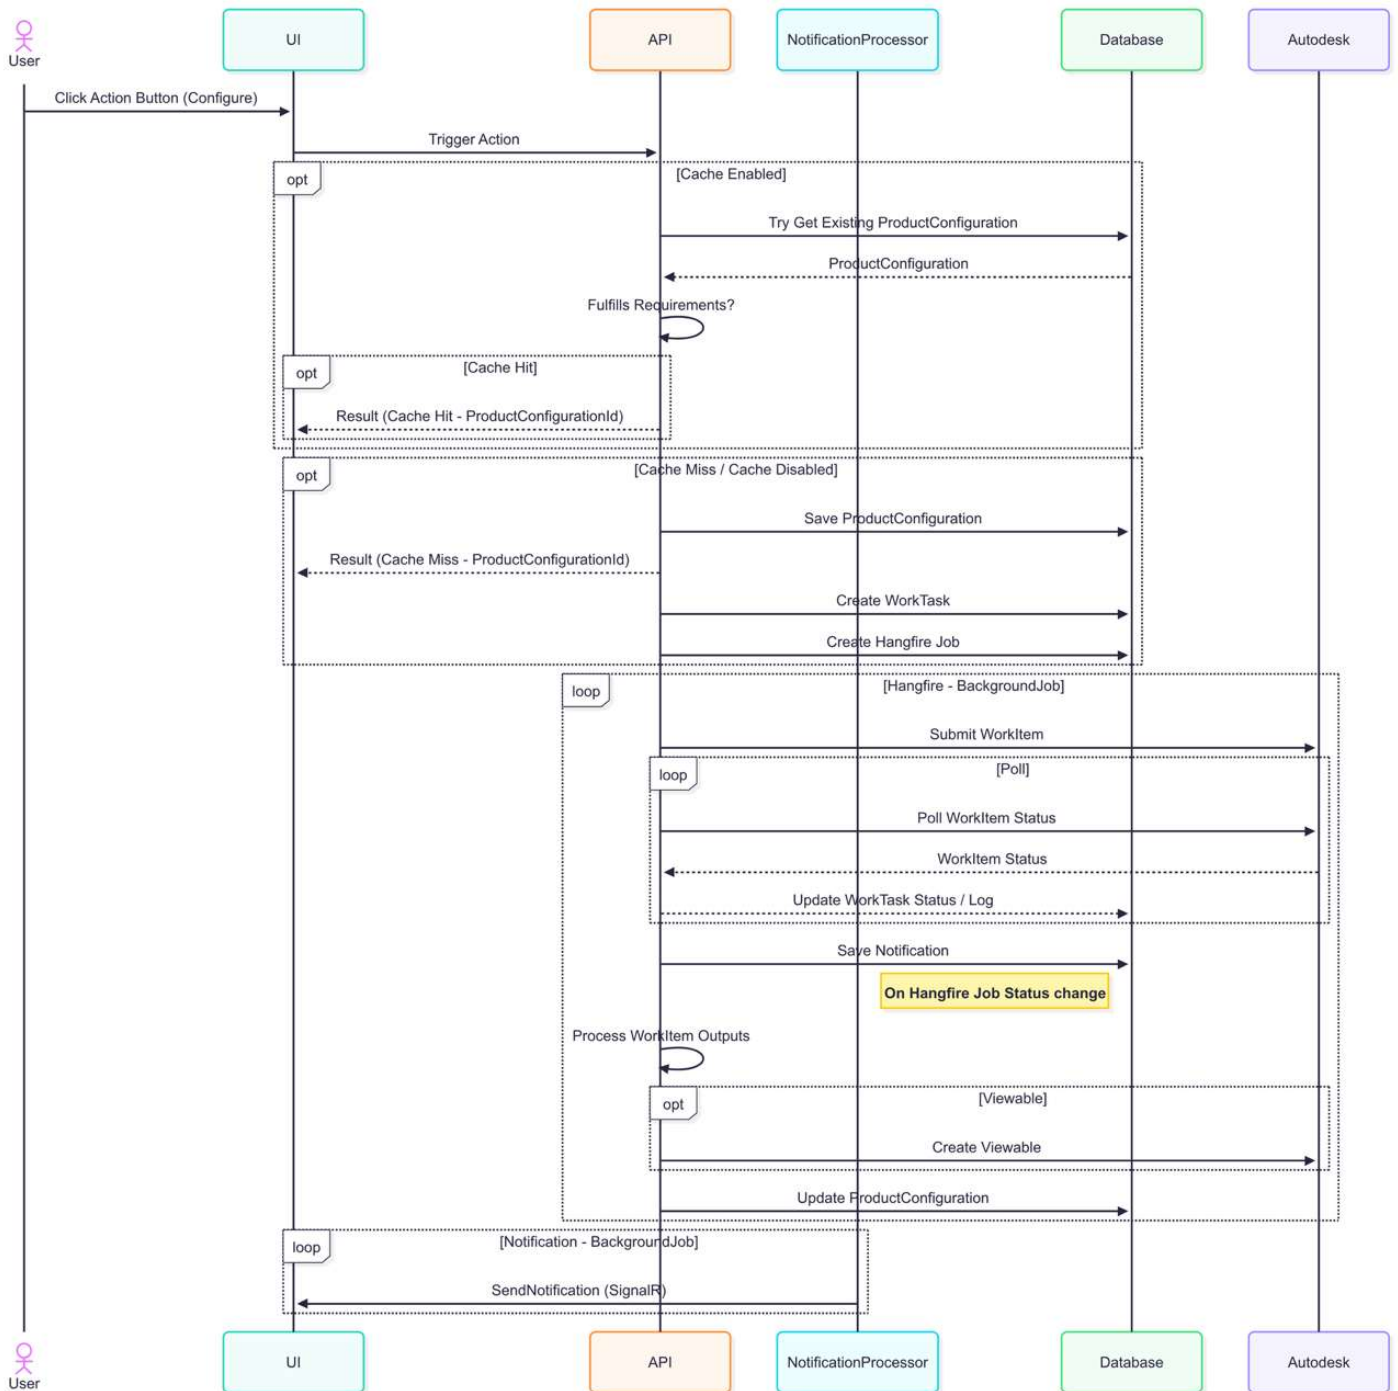 User
UI
API
NotificationProcessor
Database
Autodesk
Click Action Button (Configure)
Trigger Action
opt
[Cache Enabled]
Try Get Existing ProductConfiguration
ProductConfiguration
Fulfills Requirements?
opt
[Cache Hit]
Result (Cache Hit - ProductConfigurationId)
opt
[Cache Miss / Cache Disabled]
Save ProductConfiguration
Result (Cache Miss - ProductConfigurationId)
Create WorkTask
Create Hangfire Job
loop
[Hangfire - BackgroundJob]
Submit WorkItem
loop
[Poll]
Poll WorkItem Status
WorkItem Status
Update WorkTask Status / Log
Save Notification
On Hangfire Job Status change
Process WorkItem Outputs
opt
[Viewable]
Create Viewable
Update ProductConfiguration
loop
[Notification - BackgroundJob]
SendNotification (SignalR)
User
UI
API
NotificationProcessor
Database
Autodesk